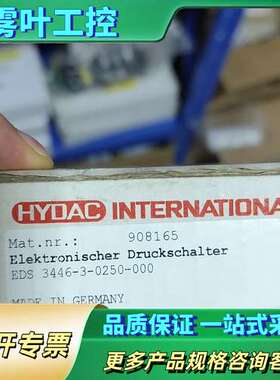 雾叶工控
HYDAC INTERNATIONA
Mat.nr.: 908165
Elektronischer Druckschalter
EDS 3446-3-0250-000
MADE IN GERMANY
品质保证 一站式采
开专票
更多产品规格咨询客